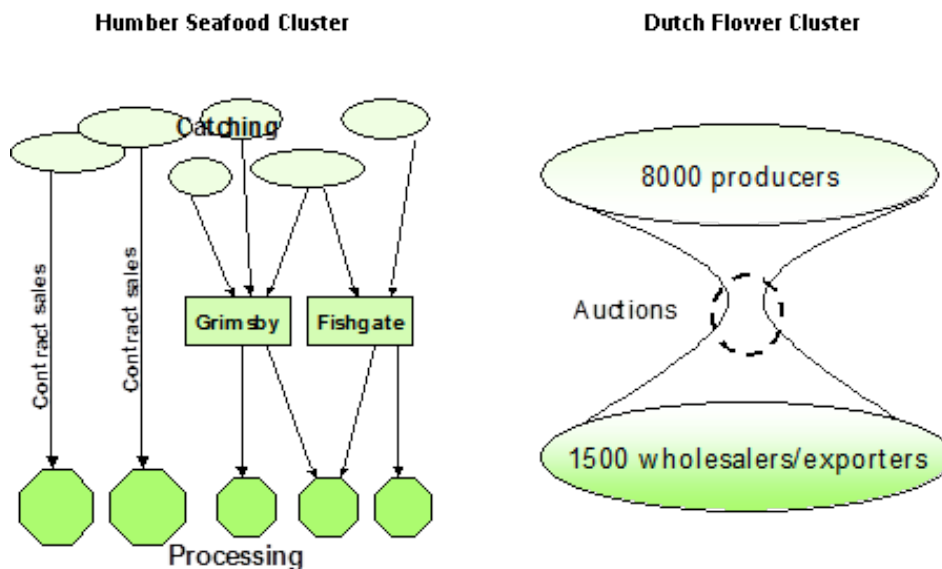 Humber Seafood Cluster
Dutch Flower Cluster
Catching
8000 producers
Contract sales
Contract sales
Grimsby
Fishgate
Auctions
1500 wholesalers/exporters
Processing